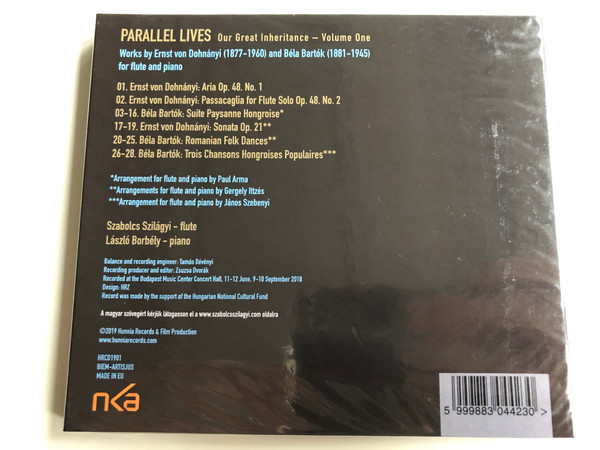 PARALLEL LIVES Our Great Inheritance – Volume One
Works by Ernst von Dohnányi (1877-1960) and Béla Bartók (1881-1945)
for flute and piano
01. Ernst von Dohnányi: Aria Op. 48. No. 1
02. Ernst von Dohnányi: Passacaglia for Flute Solo Op. 48. No. 2
03-16. Béla Bartók: Suite Paysanne Hongroise*
17-19. Ernst von Dohnányi: Sonata Op. 21**
20-25. Béla Bartók: Romanian Folk Dances**
26-28. Béla Bartók: Trois Chansons Hongroises Populaires***
*Arrangement for flute and piano by Paul Arma
**Arrangements for flute and piano by Gergely Ittzés
***Arrangement for flute and piano by János Szebenyi
Szabolcs Szilágyi - flute
László Borbély - piano
Balance and recording engineer: Tamás Dévényi
Recording producer and editor: Zsuzsa Dvorák
Recorded at the Budapest Music Center Concert Hall, 11-12 June, 9-10 September 2018
Design: HRZ
Record was made by the support of the Hungarian National Cultural Fund
A magyar szövegért kérjük látogasson el a www.szabolcsszilagyi.com oldalra
©2019 Hunnia Records & Film Production
www.hunniarecords.com
HRCD1901
BIEM-ARTISJUS
MADE IN EU
nka
5 999883 044230 >